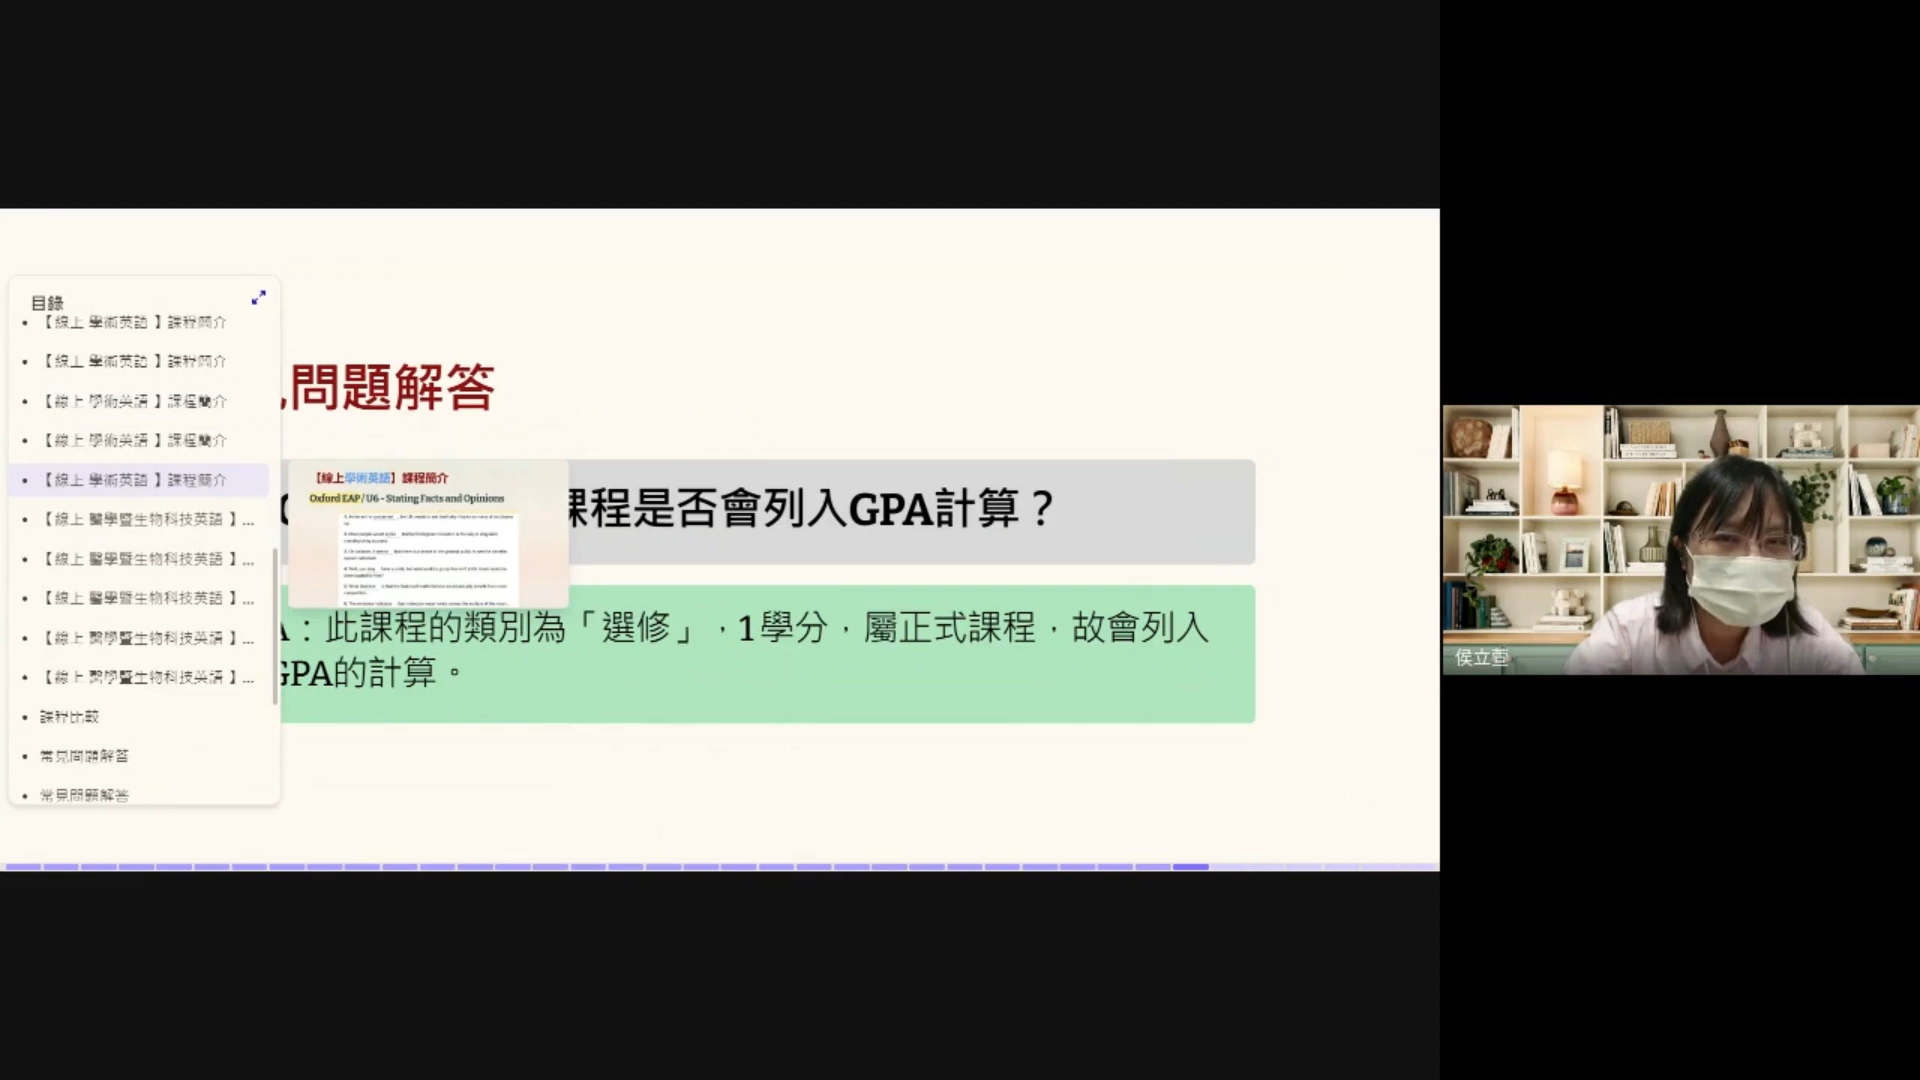 目錄
【線上 學術英語 】課程簡介
【線上 學術英語 】課程簡介
【線上 學術英語 】課程簡介
【線上 學術英語 】課程簡介
【線上 學術英語 】課程簡介
【線上 醫學暨生物科技英語 】...
【線上 醫學暨生物科技英語 】...
【線上 醫學暨生物科技英語 】...
【線上 醫學暨生物科技英語 】...
【線上 醫學暨生物科技英語 】...
課程比較
常見問題解答
常見問題解答
問題解答
課程是否會列入GPA計算？
【線上學術英語】課程簡介
Oxford EAP / U6 - Stating Facts and Opinions
A：此課程的類別為「選修」，1學分，屬正式課程，故會列入
GPA的計算。
侯立壹